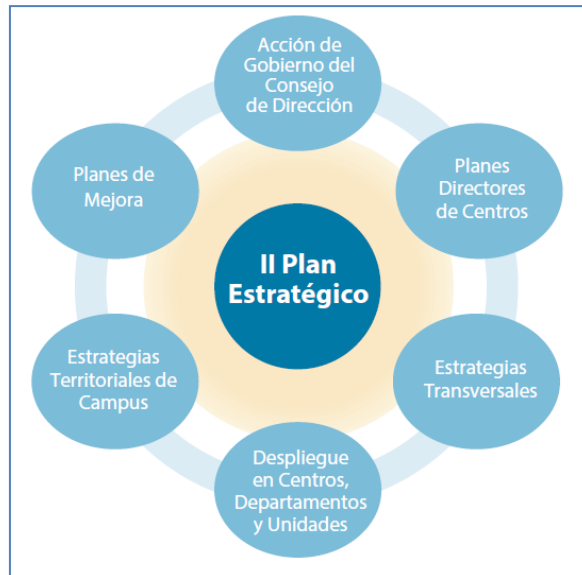 Acción de
Gobierno del
Consejo
de Dirección
Planes de
Mejora
Planes
Directores
de Centros
II Plan
Estratégico
Estrategias
Territoriales de
Campus
Estrategias
Transversales
Despliegue
en Centros,
Departamentos
y Unidades